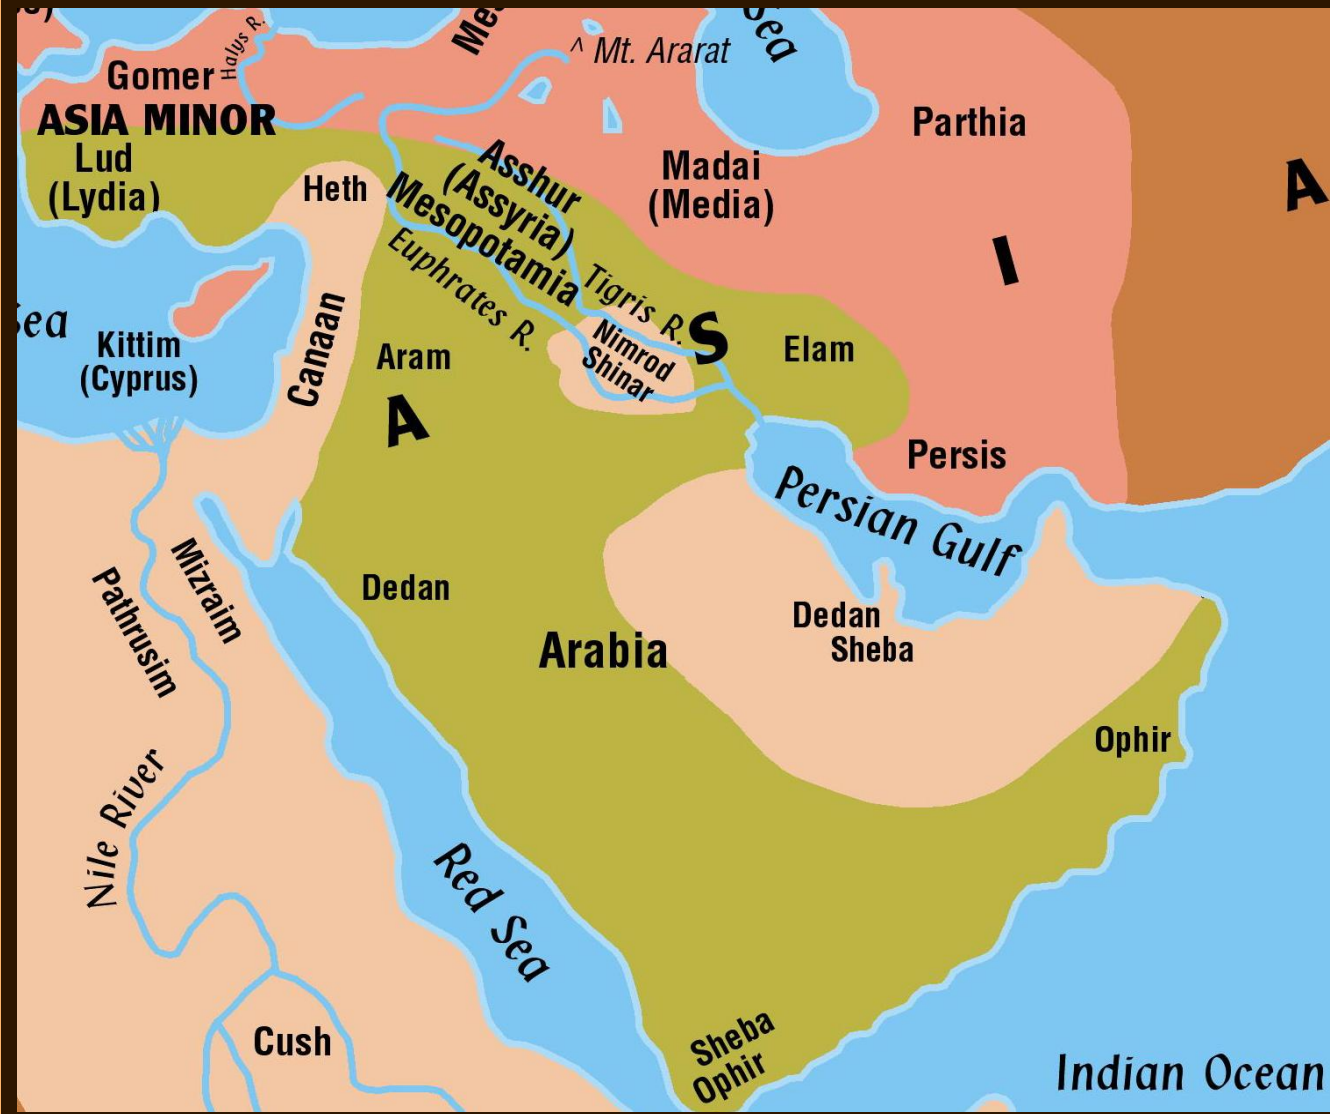 Halys R.
^ Mt. Ararat
Gomer
ASIA MINOR
Lud
(Lydia)
Heth
Asshur
(Assyria)
Mesopotamia
Madai
(Media)
Parthia
A
I
Euphrates R.
Tigris R.
S
Nimrod
Shinar
Elam
Kittim
(Cyprus)
Canaan
Aram
A
Persis
Persian Gulf
Mizraim
Pathrusim
Dedan
Arabia
Dedan
Sheba
Ophir
Nile River
Red Sea
Cush
Sheba
Ophir
Indian Ocean
Sea
Sea